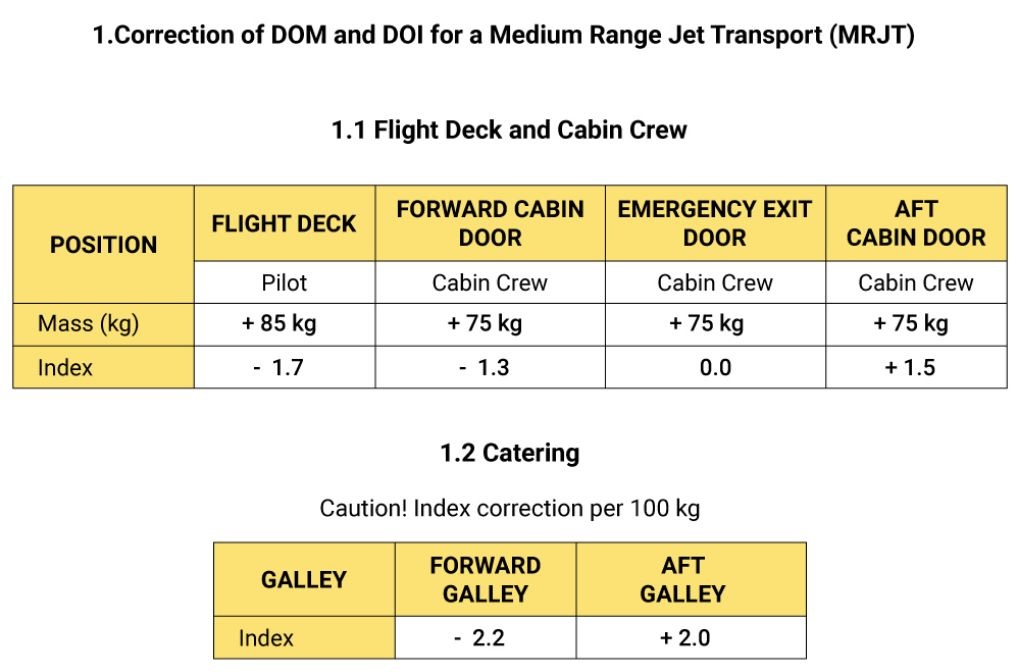 1.Correction of DOM and DOI for a Medium Range Jet Transport (MRJT)
1.1 Flight Deck and Cabin Crew
POSITION
FLIGHT DECK
FORWARD CABIN
DOOR
EMERGENCY EXIT
DOOR
AFT
CABIN DOOR
Pilot
Cabin Crew
Cabin Crew
Cabin Crew
Mass (kg)
+ 85 kg
+ 75 kg
+ 75 kg
+ 75 kg
Index
- 1.7
- 1.3
0.0
+ 1.5
1.2 Catering
Caution! Index correction per 100 kg
GALLEY
FORWARD
GALLEY
AFT
GALLEY
Index
- 2.2
+ 2.0